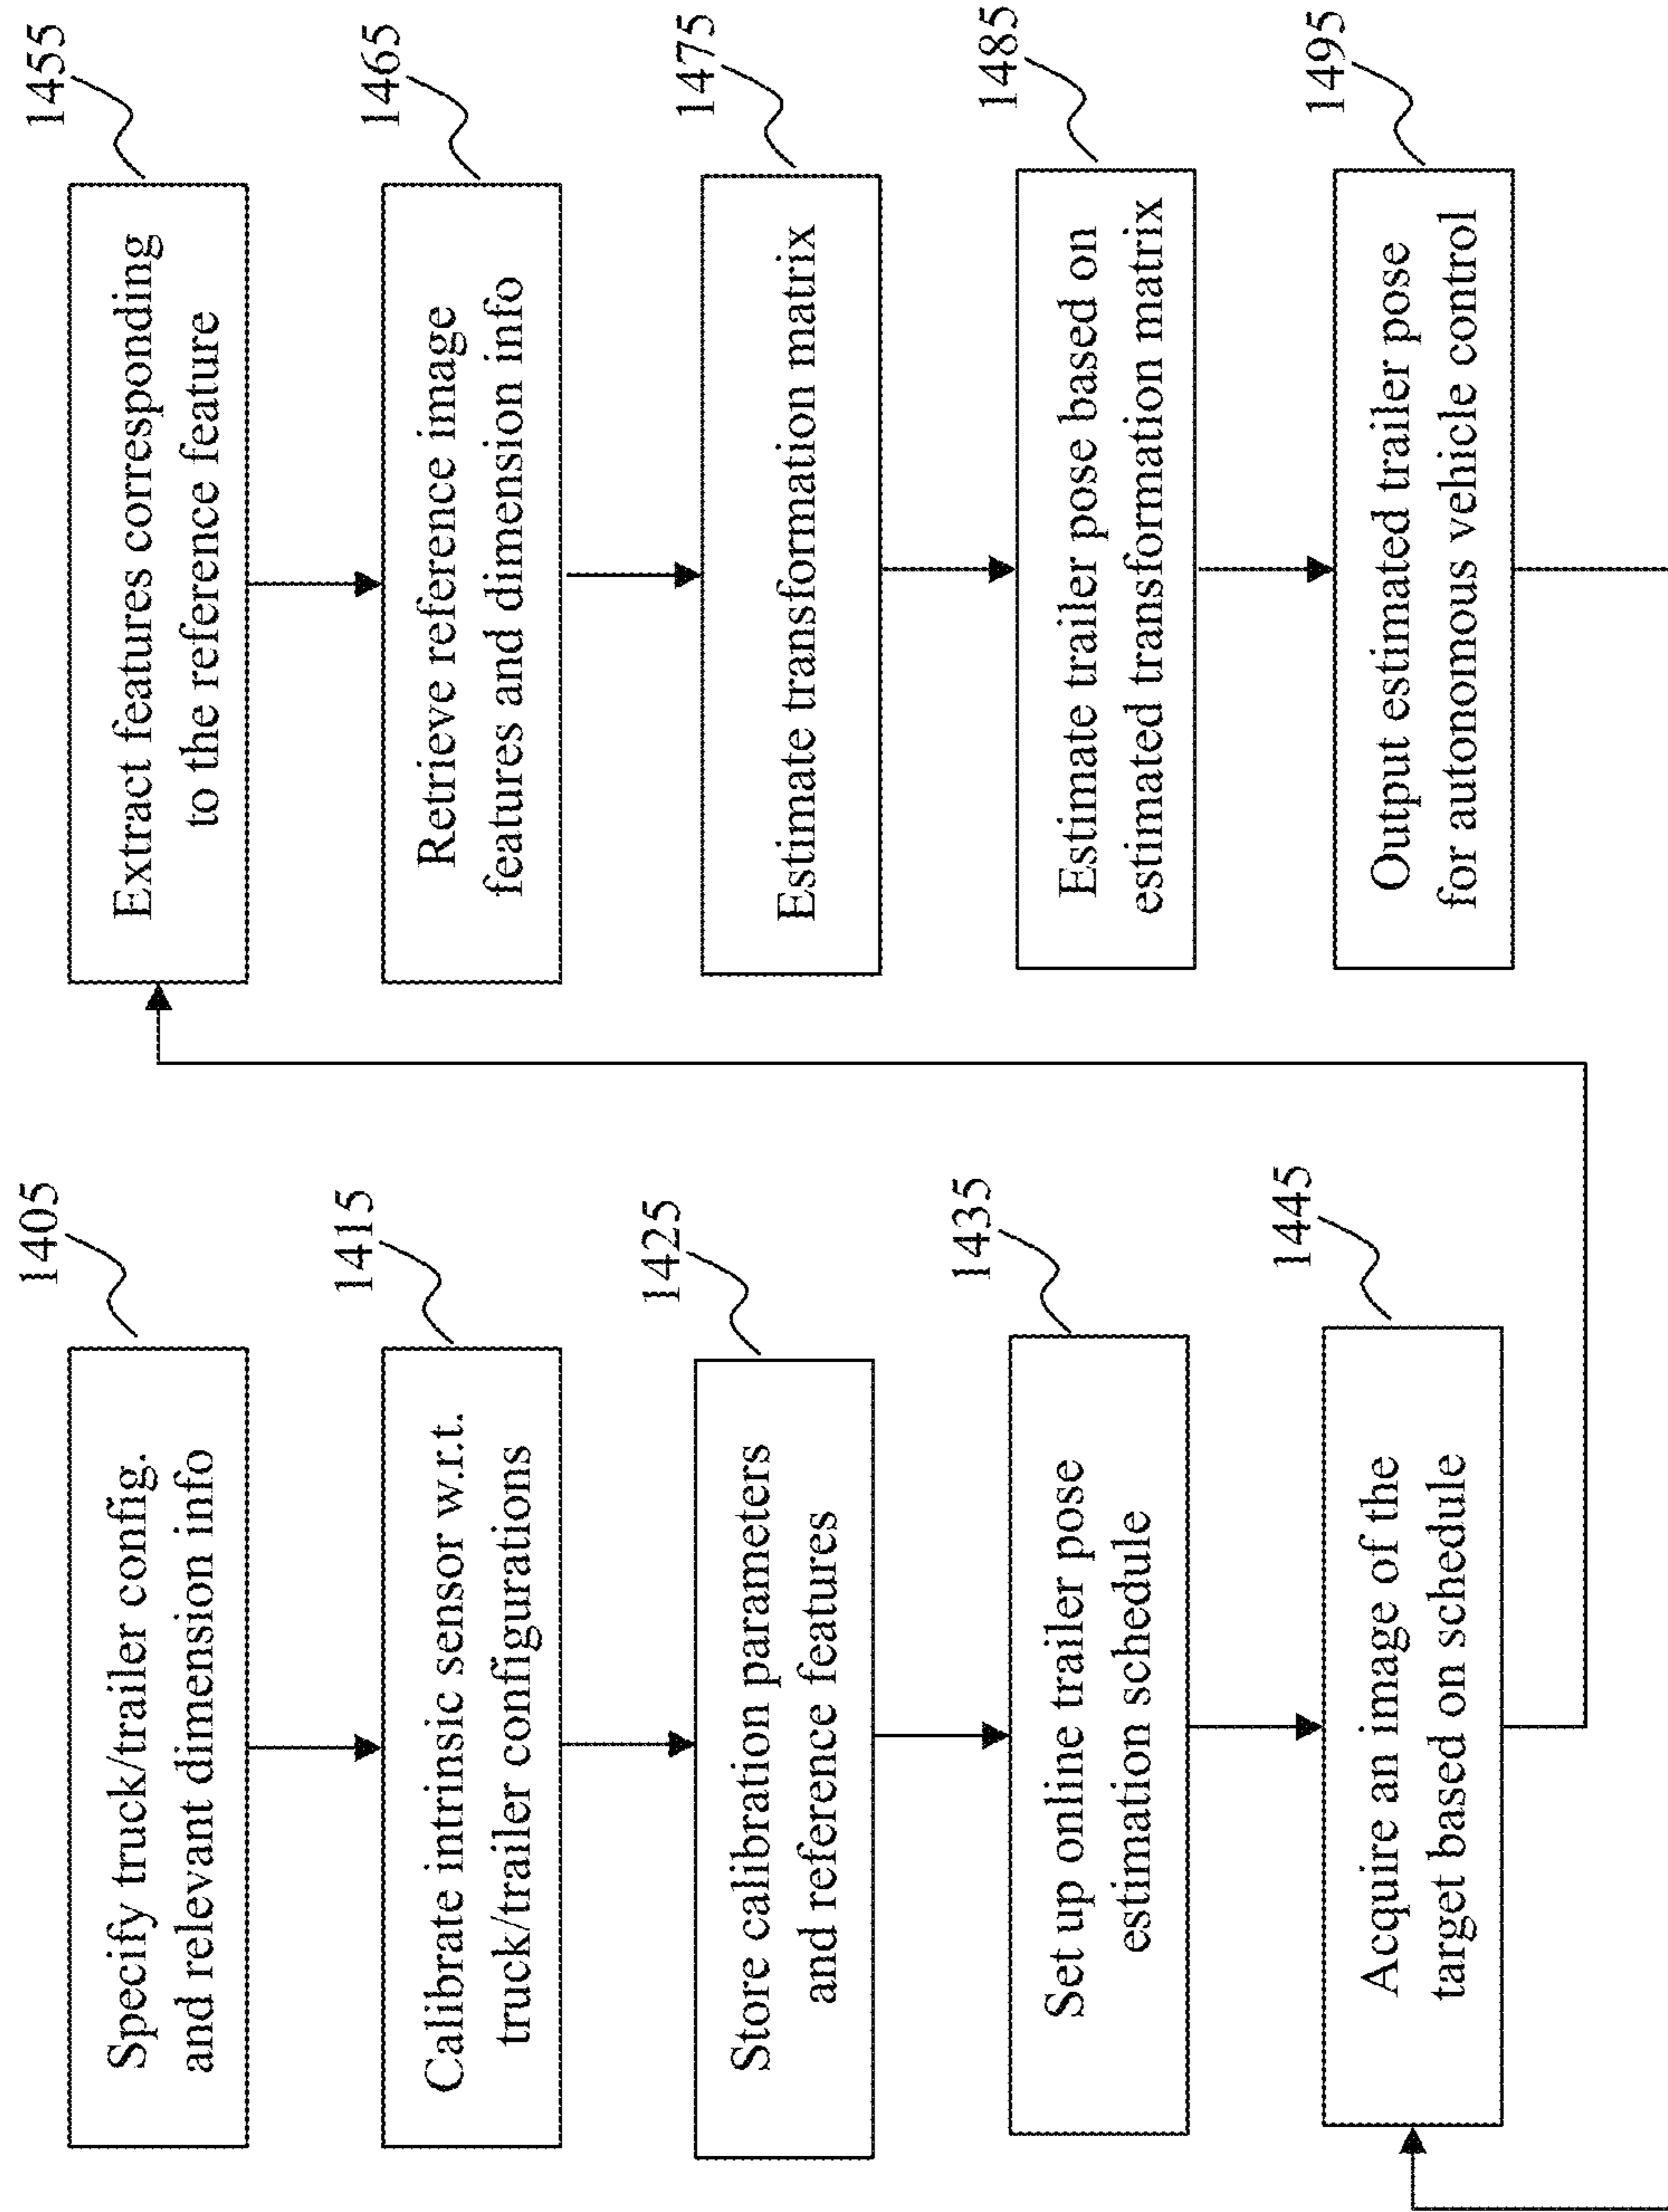 1405
Specify truck/trailer config.
and relevant dimension info
1415
Calibrate intrinsic sensor w.r.t.
truck/trailer configurations
1425
Store calibration parameters
and reference features
1435
Set up online trailer pose
estimation schedule
1445
Acquire an image of the
target based on schedule
1455
Extract features corresponding
to the reference feature
1465
Retrieve reference image
features and dimension info
1475
Estimate transformation matrix
1485
Estimate trailer pose based on
estimated transformation matrix
1495
Output estimated trailer pose
for autonomous vehicle control